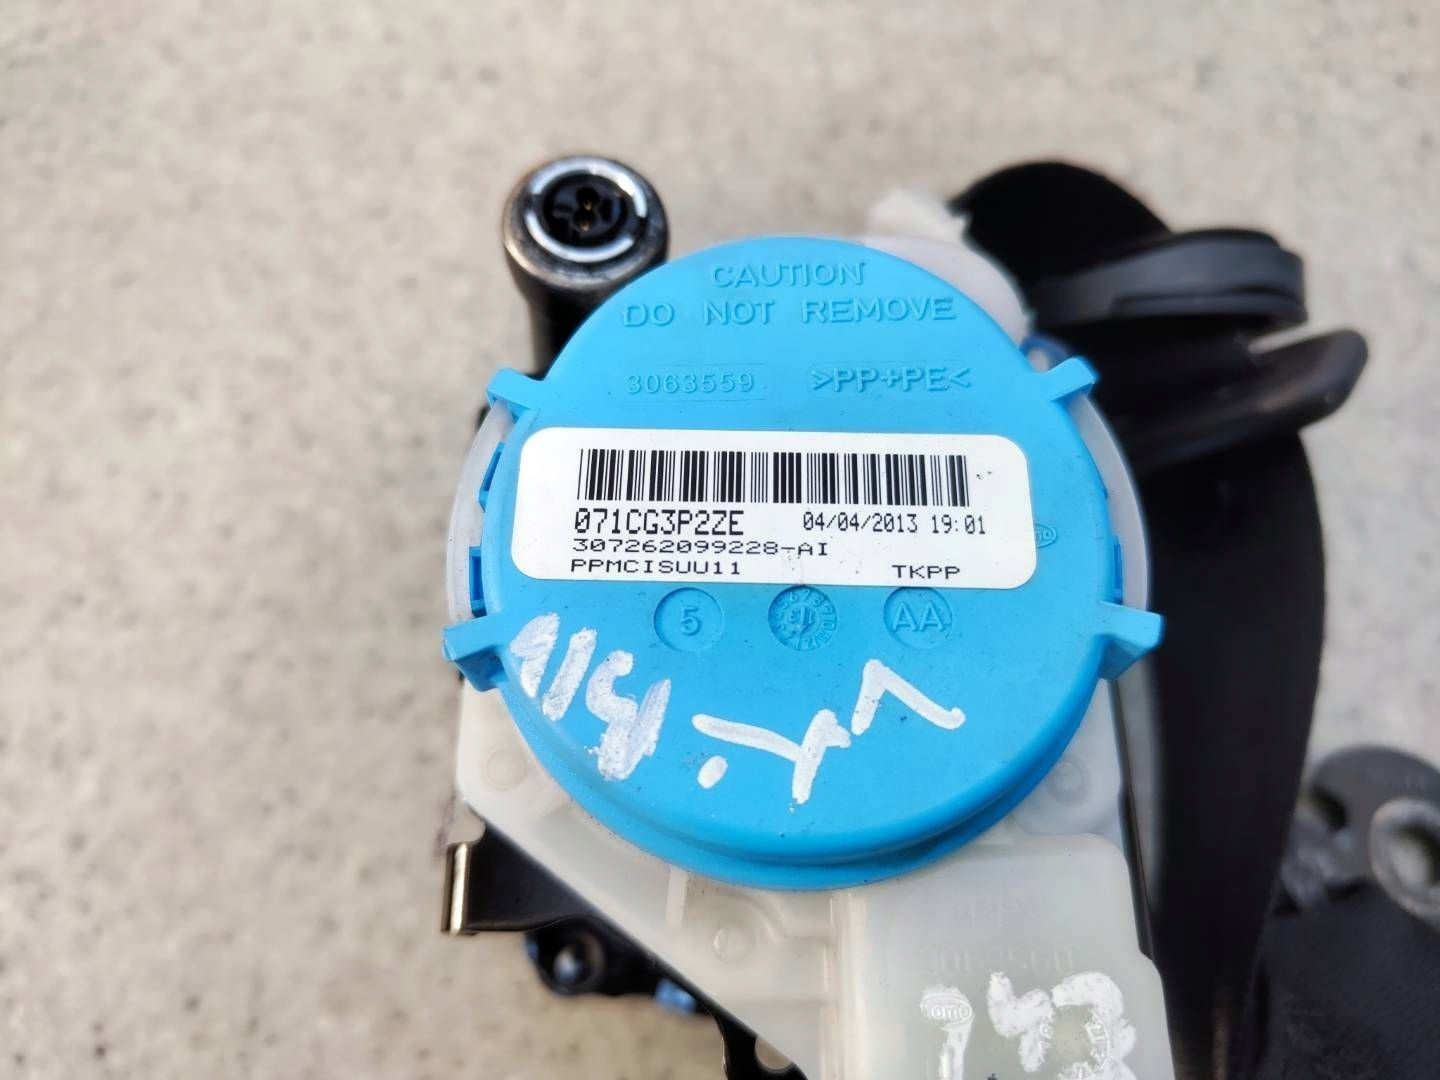 CAUTION
DO NOT REMOVE
3063559 >PP+PE<
071CG3P2ZE 04/04/2013 19:01
307262099228-AI
PPMCISUU11 TKPP
5 AA